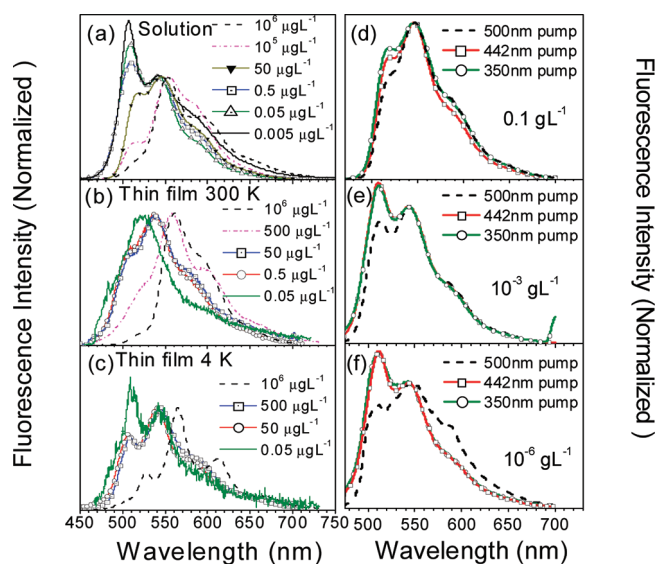 Fluorescence Intensity (Normalized)
(a) Solution
10⁶ µgL⁻¹
10⁵ µgL⁻¹
50 µgL⁻¹
0.5 µgL⁻¹
0.05 µgL⁻¹
0.005 µgL⁻¹
(b) Thin film 300 K
10⁶ µgL⁻¹
500 µgL⁻¹
50 µgL⁻¹
0.5 µgL⁻¹
0.05 µgL⁻¹
(c) Thin film 4 K
10⁶ µgL⁻¹
500 µgL⁻¹
50 µgL⁻¹
0.05 µgL⁻¹
450 500 550 600 650 700 750
Wavelength (nm)
(d)
500nm pump
442nm pump
350nm pump
0.1 gL⁻¹
(e)
500nm pump
442nm pump
350nm pump
10⁻³ gL⁻¹
(f)
500nm pump
442nm pump
350nm pump
10⁻⁶ gL⁻¹
500 550 600 650 700
Wavelength (nm)
Fluorescence Intensity (Normalized )